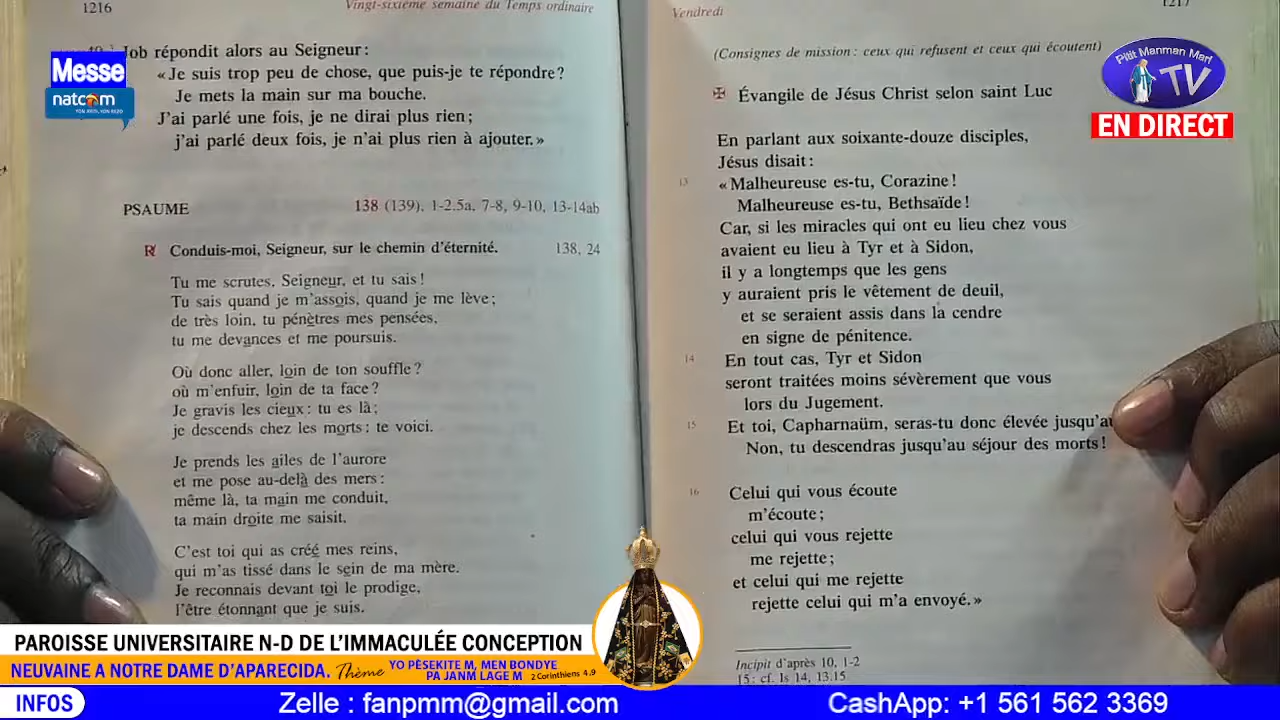 1216
Vingt-sixième semaine du Temps ordinaire
Job répondit alors au Seigneur :
« Je suis trop peu de chose, que puis-je te répondre ?
Je mets la main sur ma bouche.
J'ai parlé une fois, je ne dirai plus rien ;
j'ai parlé deux fois, je n'ai plus rien à ajouter. »
PSAUME 138 (139), 1-2.5a, 7-8, 9-10, 13-14ab
℟ Conduis-moi, Seigneur, sur le chemin d'éternité. 138, 24
Tu me scrutes, Seigneur, et tu sais !
Tu sais quand je m'assois, quand je me lève ;
de très loin, tu pénètres mes pensées,
tu me devances et me poursuis.
Où donc aller, loin de ton souffle ?
où m'enfuir, loin de ta face ?
Je gravis les cieux : tu es là ;
je descends chez les morts : te voici.
Je prends les ailes de l'aurore
et me pose au-delà des mers :
même là, ta main me conduit,
ta main droite me saisit.
C'est toi qui as créé mes reins,
qui m'as tissé dans le sein de ma mère.
Je reconnais devant toi le prodige,
l'être étonnant que je suis.
Vendredi
1217
(Consignes de mission : ceux qui refusent et ceux qui écoutent)
✠ Évangile de Jésus Christ selon saint Luc
En parlant aux soixante-douze disciples,
Jésus disait :
13 « Malheureuse es-tu, Corazine !
Malheureuse es-tu, Bethsaïde !
Car, si les miracles qui ont eu lieu chez vous
avaient eu lieu à Tyr et à Sidon,
il y a longtemps que les gens
y auraient pris le vêtement de deuil,
et se seraient assis dans la cendre
en signe de pénitence.
14 En tout cas, Tyr et Sidon
seront traitées moins sévèrement que vous
lors du Jugement.
15 Et toi, Capharnaüm, seras-tu donc élevée jusqu'au
Non, tu descendras jusqu'au séjour des morts !
16 Celui qui vous écoute
m'écoute ;
celui qui vous rejette
me rejette ;
et celui qui me rejette
rejette celui qui m'a envoyé. »
Incipit d'après 10, 1-2
15 : cf. Is 14, 13.15
Messe
natcom
P'tit Manman Mari
TV
EN DIRECT
PAROISSE UNIVERSITAIRE N-D DE L'IMMACULÉE CONCEPTION
NEUVAINE A NOTRE DAME D'APARECIDA. Thème YO PÈSEKITE M, MEN BONDYE
PA JANM LAGE M 2 Corinthiens 4.9
INFOS Zelle : fanpmm@gmail.com CashApp: +1 561 562 3369